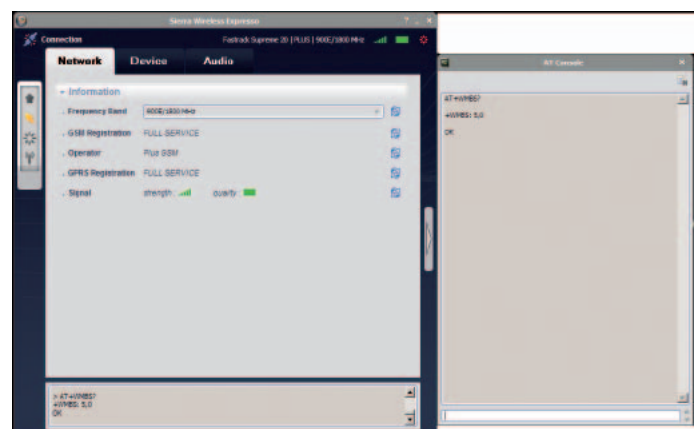 Sierra Wireless Expresso
Connection
Fastrack Supreme 20 | PLUS | 900E/1800 MHz
Network Device Audio
Information
Frequency Band 900E/1800 MHz
GSM Registration FULL SERVICE
Operator Plus GSM
GPRS Registration FULL SERVICE
Signal strength: quality:
> AT+WMBS?
+WMBS: 5,0
OK
AT Console
AT+WMBS?
+WMBS: 5,0
OK